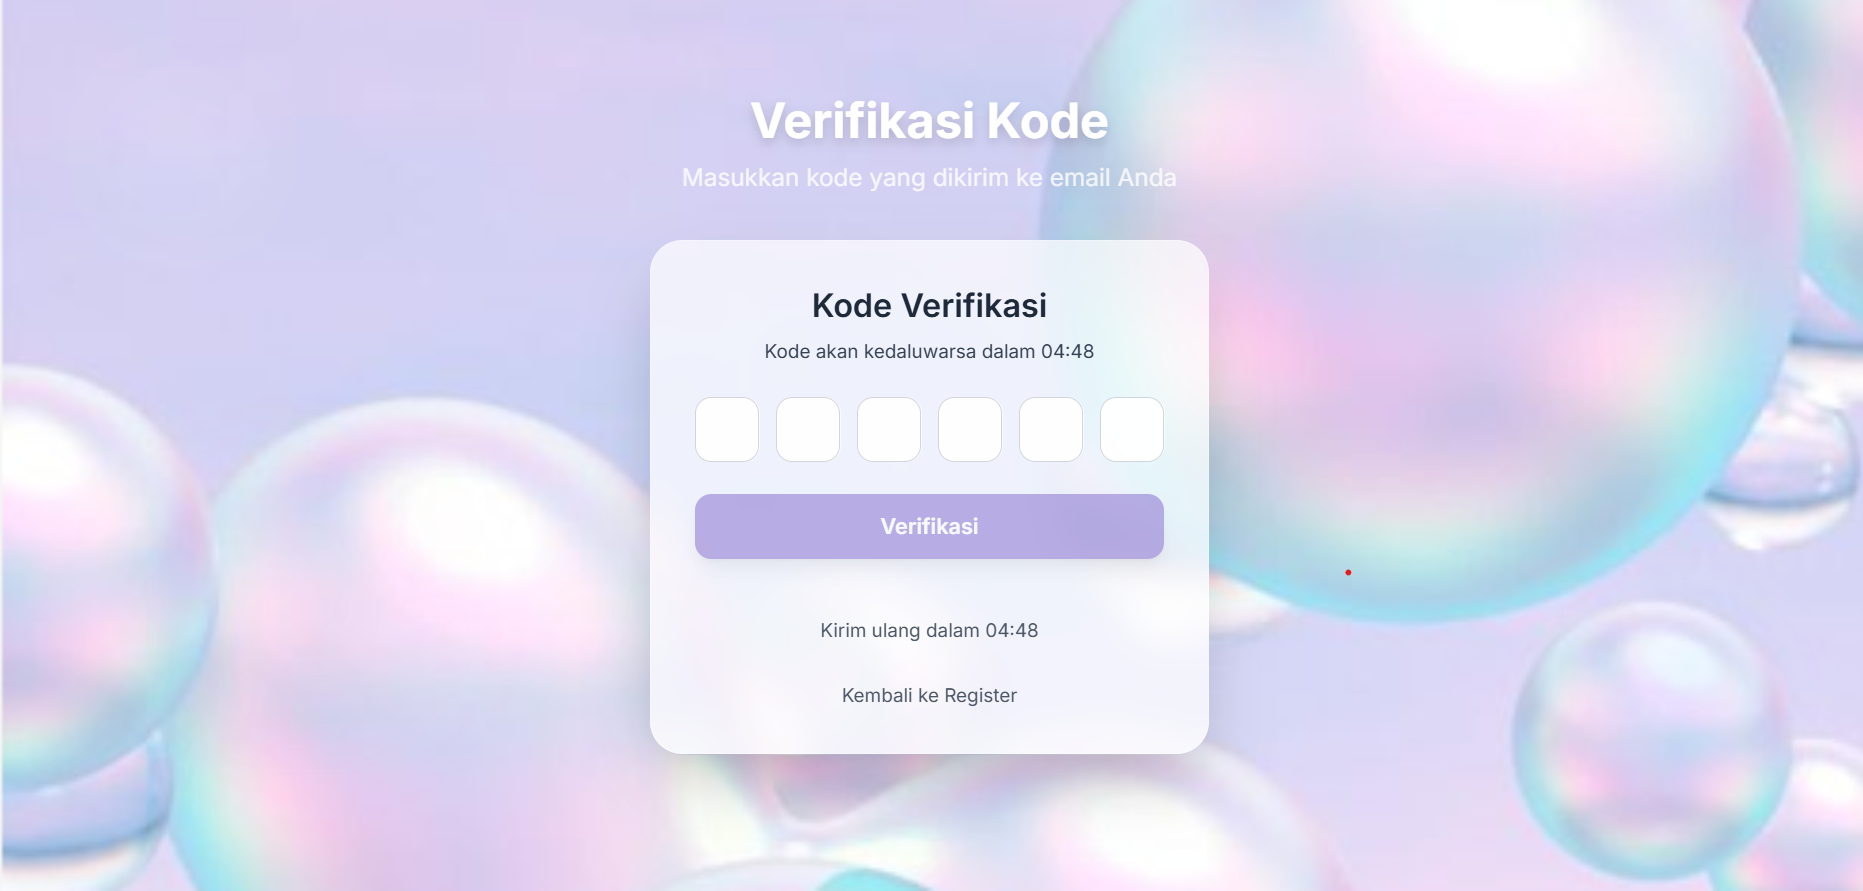 Verifikasi Kode
Masukkan kode yang dikirim ke email Anda
Kode Verifikasi
Kode akan kedaluwarsa dalam 04:48
Verifikasi
Kirim ulang dalam 04:48
Kembali ke Register